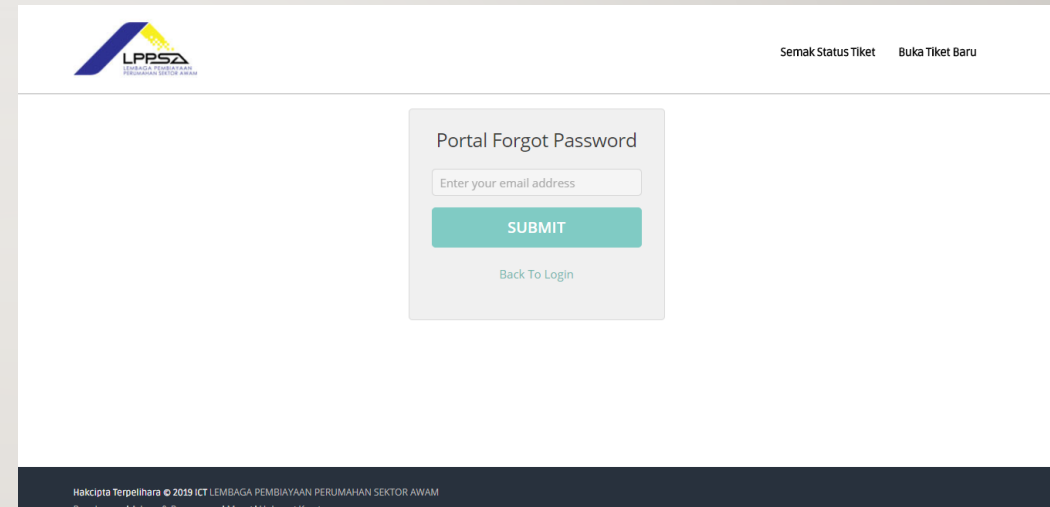 LPPSA
LEMBAGA PEMBIAYAAN
PERUMAHAN SEKTOR AWAM
Semak Status Tiket Buka Tiket Baru
Portal Forgot Password
Enter your email address
SUBMIT
Back To Login
Hakcipta Terpelihara © 2019 ICT LEMBAGA PEMBIAYAAN PERUMAHAN SEKTOR AWAM